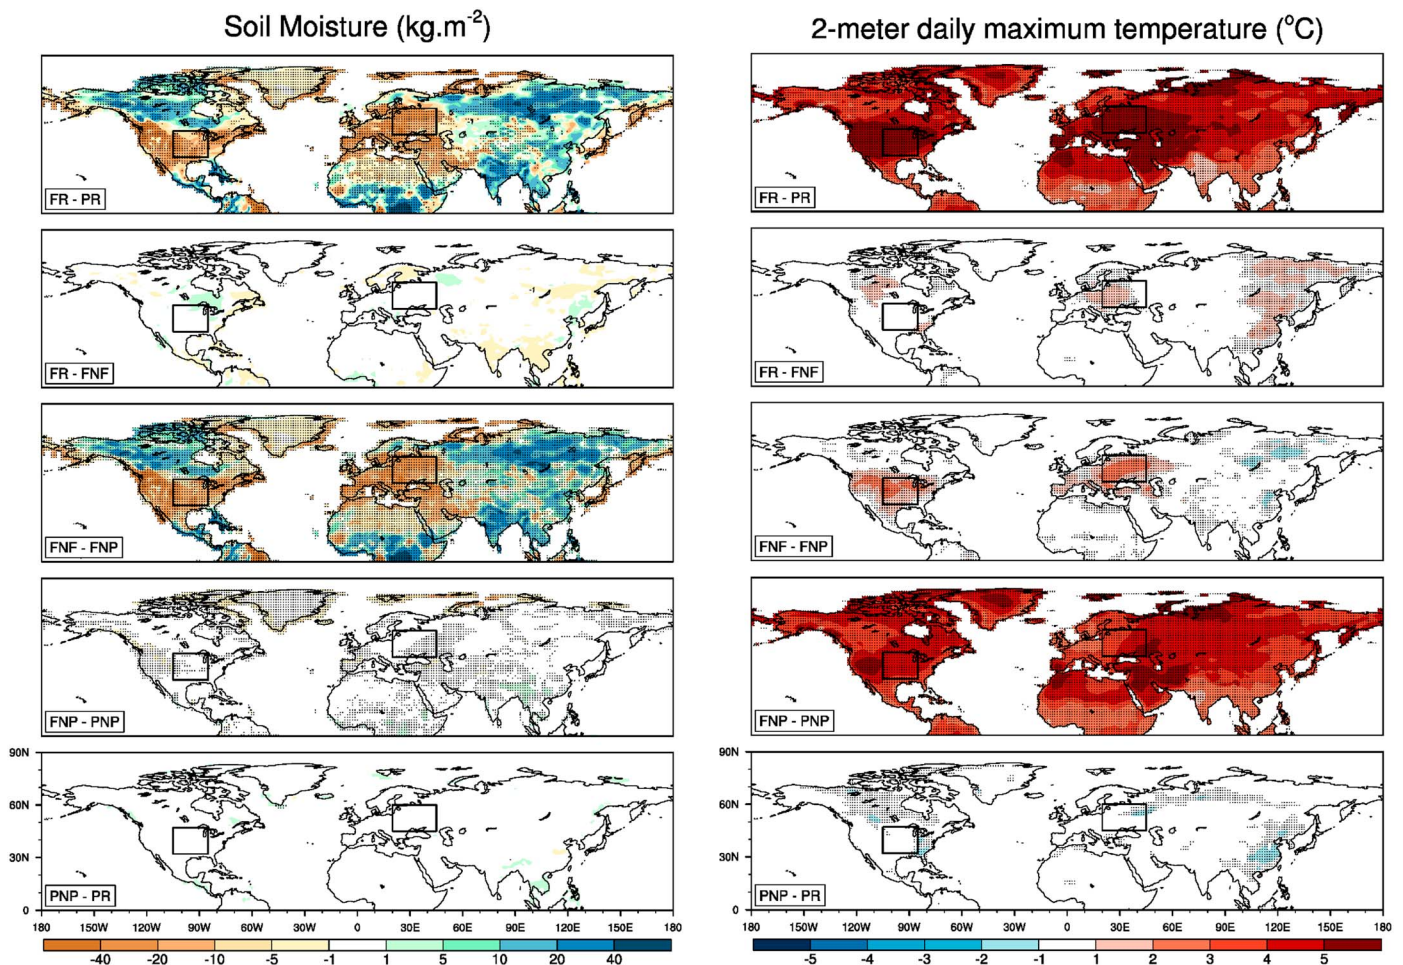 Soil Moisture (kg.m-2)
2-meter daily maximum temperature (oC)
FR - PR
FR - PR
FR - FNF
FR - FNF
FNF - FNP
FNF - FNP
FNP - PNP
FNP - PNP
90N
90N
60N
60N
30N
30N
PNP - PR
PNP - PR
0
0
180 150W 120W 90W 60W 30W 0 30E 60E 90E 120E 150E 180
180 150W 120W 90W 60W 30W 0 30E 60E 90E 120E 150E 180
-40 -20 -10 -5 -1 1 5 10 20 40
-5 -4 -3 -2 -1 1 2 3 4 5